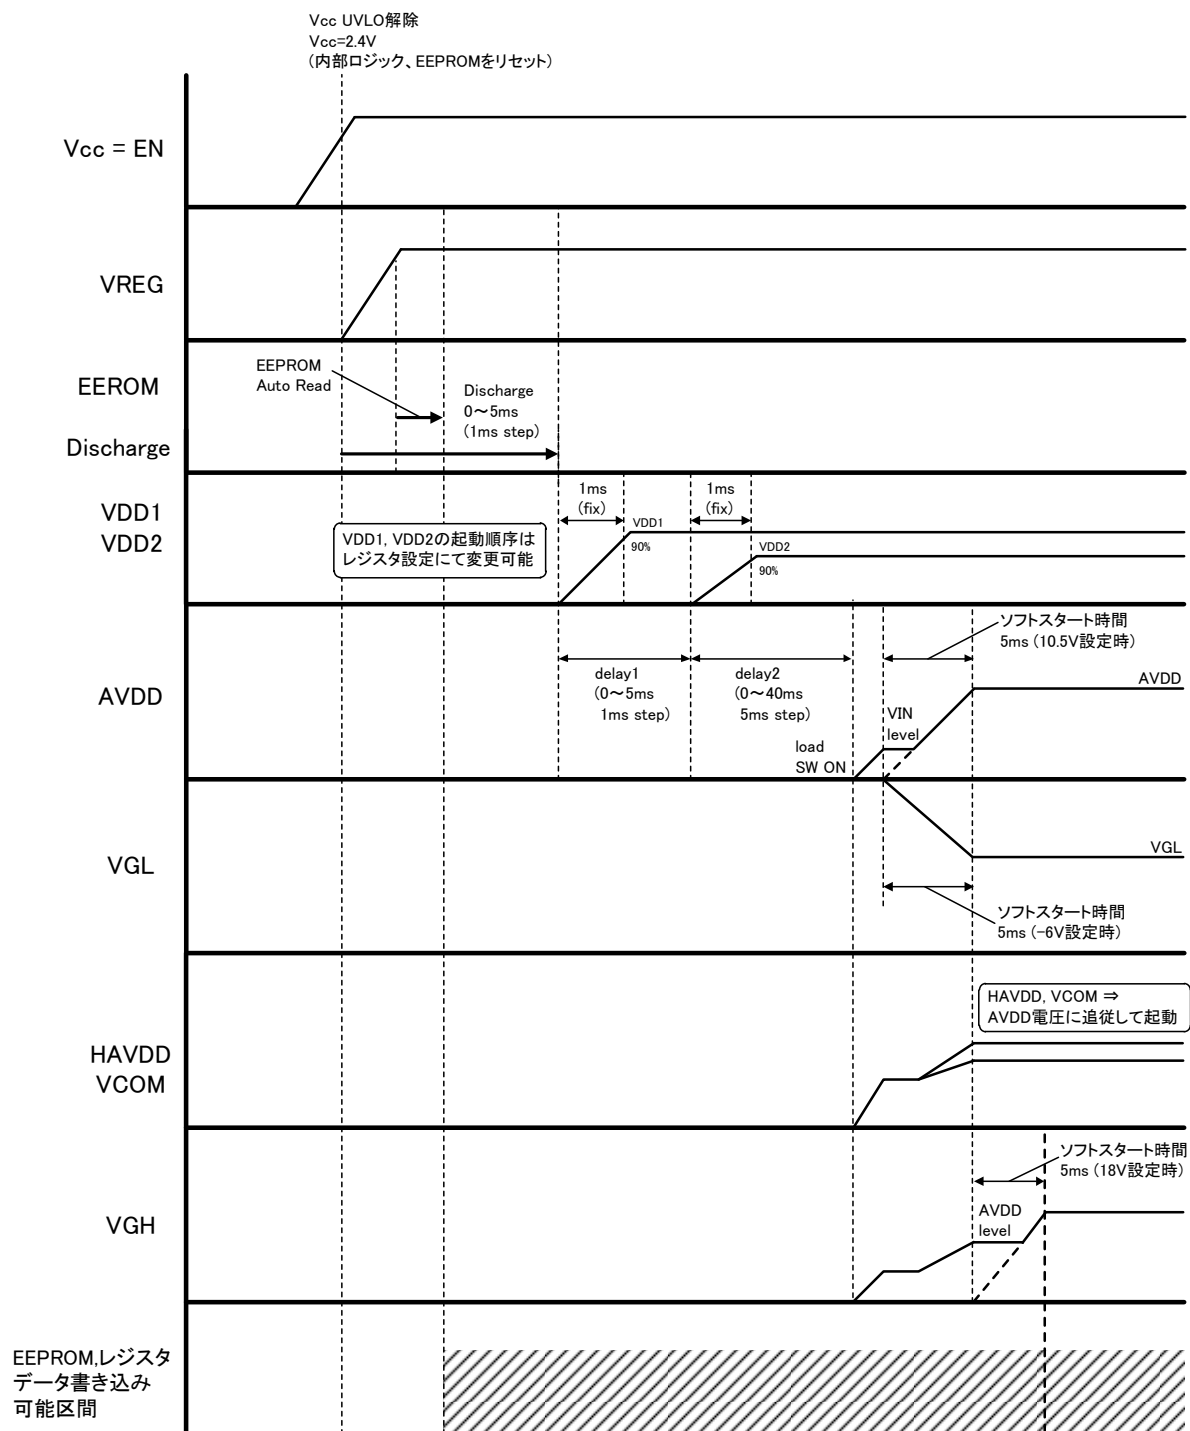 Vcc UVLO解除
Vcc=2.4V
(内部ロジック、EEPROMをリセット)
Vcc = EN
VREG
EEROM
EEPROM
Auto Read
Discharge
0～5ms
(1ms step)
Discharge
VDD1
VDD2
1ms
(fix)
1ms
(fix)
VDD1, VDD2の起動順序は
レジスタ設定にて変更可能
VDD1
90%
VDD2
90%
ソフトスタート時間
5ms (10.5V設定時)
AVDD
delay1
(0～5ms
1ms step)
delay2
(0～40ms
5ms step)
load
SW ON
VIN
level
AVDD
VGL
VGL
ソフトスタート時間
5ms (-6V設定時)
HAVDD, VCOM ⇒
AVDD電圧に追従して起動
HAVDD
VCOM
ソフトスタート時間
5ms (18V設定時)
VGH
AVDD
level
EEPROM,レジスタ
データ書き込み
可能区間